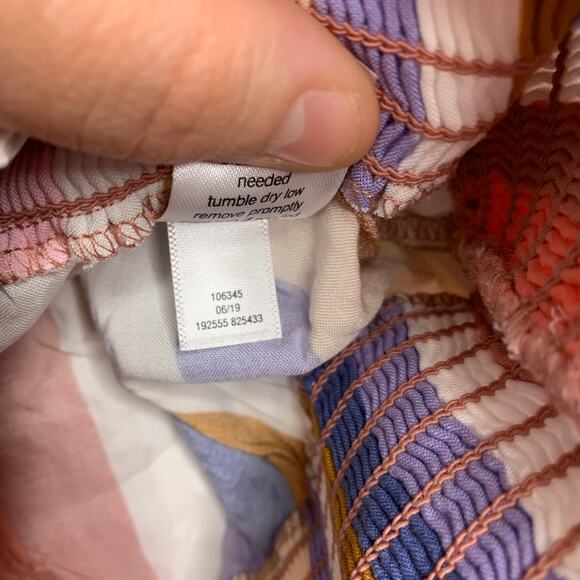 needed
tumble dry low
remove promptly
106345
06/19
192555 825433